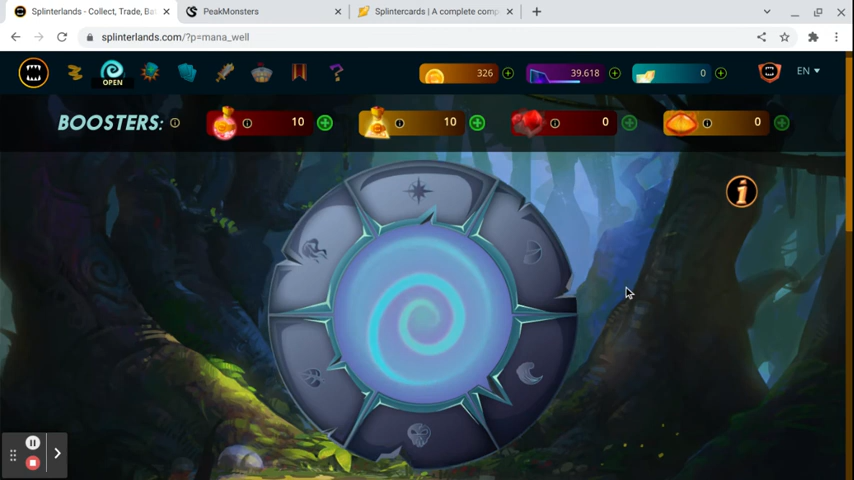 Splinterlands - Collect, Trade, Ba
PeakMonsters
Splintercards | A complete comp
splinterlands.com/?p=mana_well
OPEN
326
39.618
0
EN
BOOSTERS:
10
10
0
0